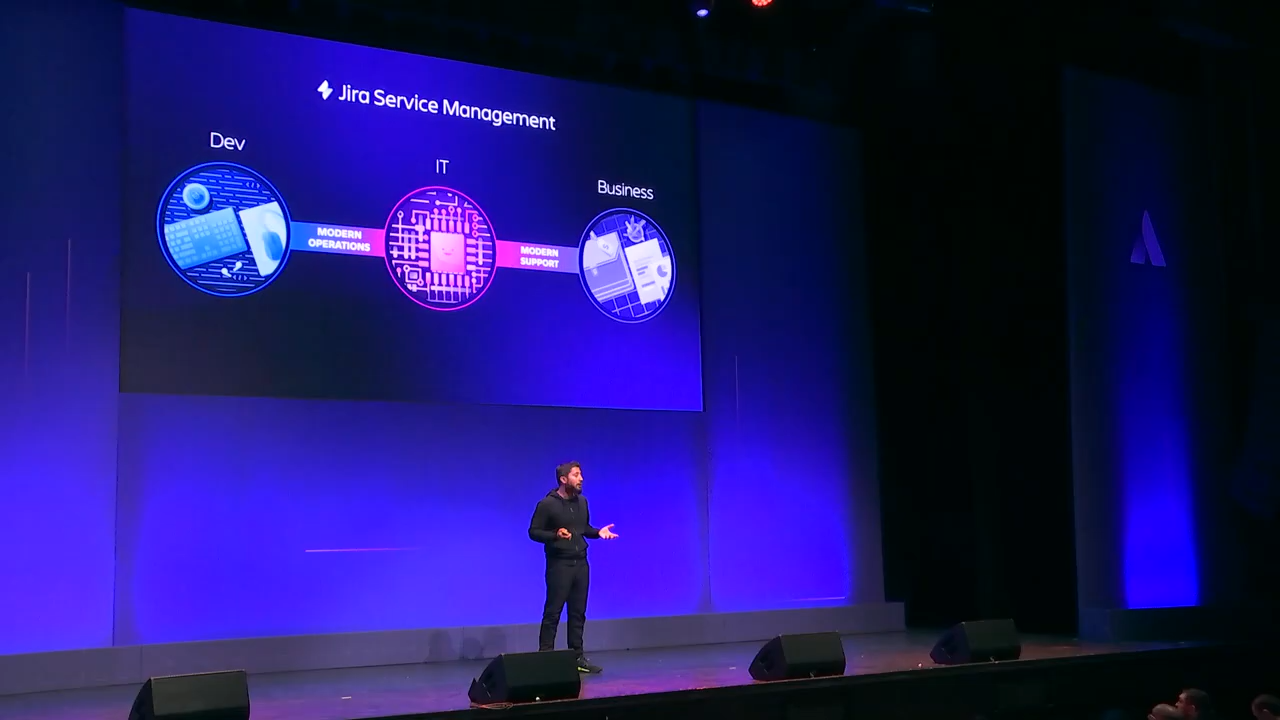 Jira Service Management
Dev
IT
Business
MODERN
OPERATIONS
MODERN
SUPPORT